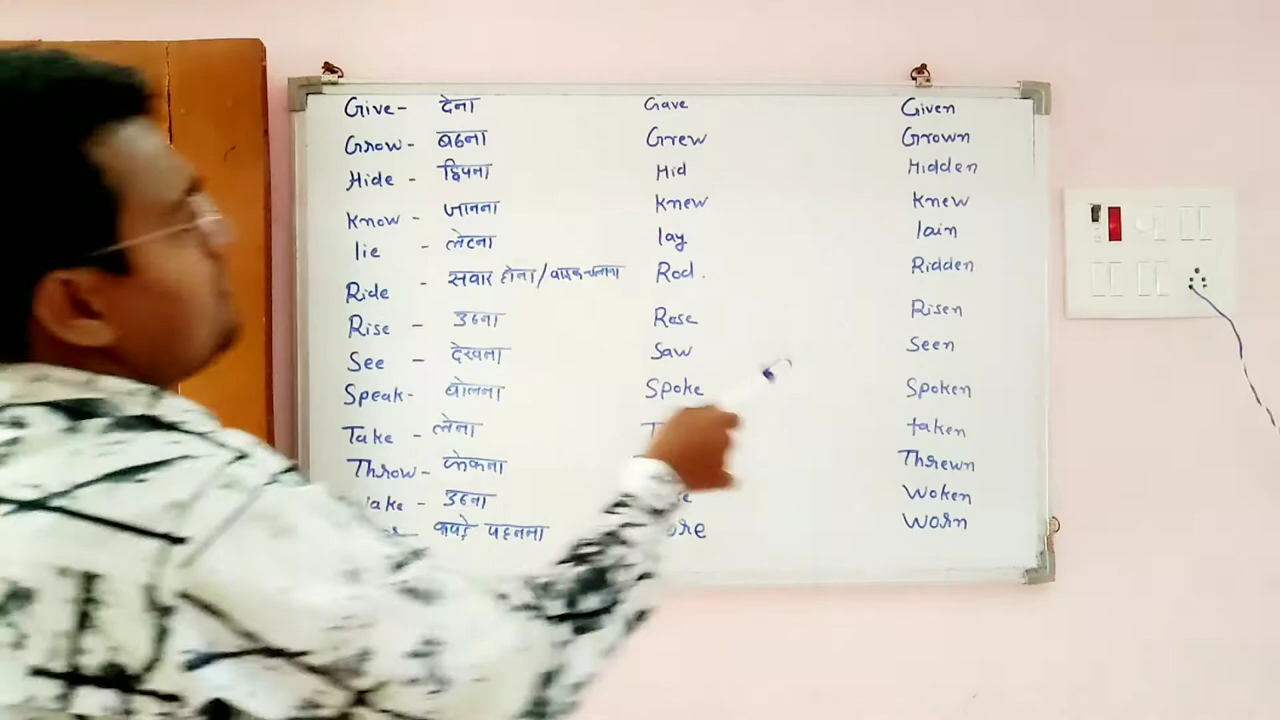 Give - देना Gave Given
Grow - बढना Grew Grown
Hide - छिपना Hid Hidden
Know - जानना Knew Knew
lie - लेटना lay lain
Ride - सवार होना/ Rod. Ridden
Rise - उठना Rose Risen
See - देखना Saw Seen
Speak - बोलना Spoke Spoken
Take - लेना taken
Throw - फेकना Threwn
उठना Woken
कपड़े पहनना Worn